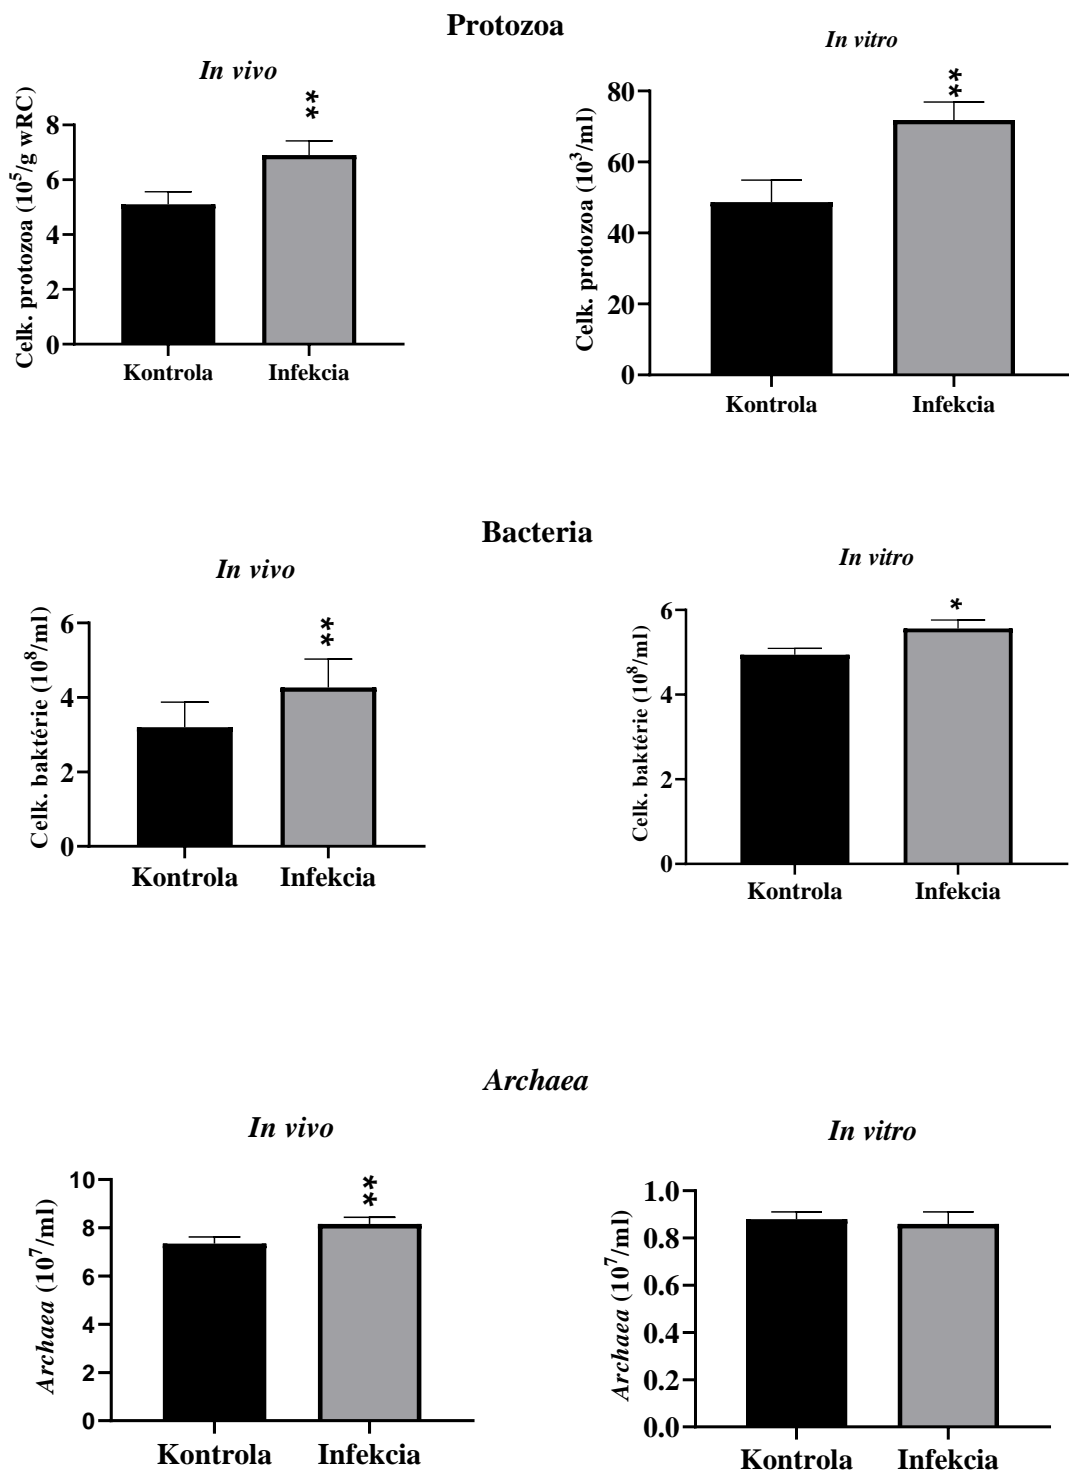 Protozoa
In vivo
In vitro
Celk. protozoa (10⁵/g wRC)
8
6
4
2
0
**
Kontrola Infekcia
Celk. protozoa (10³/ml)
80
60
40
20
0
**
Kontrola Infekcia
Bacteria
In vivo
In vitro
Celk. baktérie (10⁸/ml)
6
4
2
0
**
Kontrola Infekcia
Celk. baktérie (10⁸/ml)
6
4
2
0
*
Kontrola Infekcia
Archaea
In vivo
In vitro
Archaea (10⁷/ml)
10
8
6
4
2
0
**
Kontrola Infekcia
Archaea (10⁷/ml)
1.0
0.8
0.6
0.4
0.2
0.0
Kontrola Infekcia